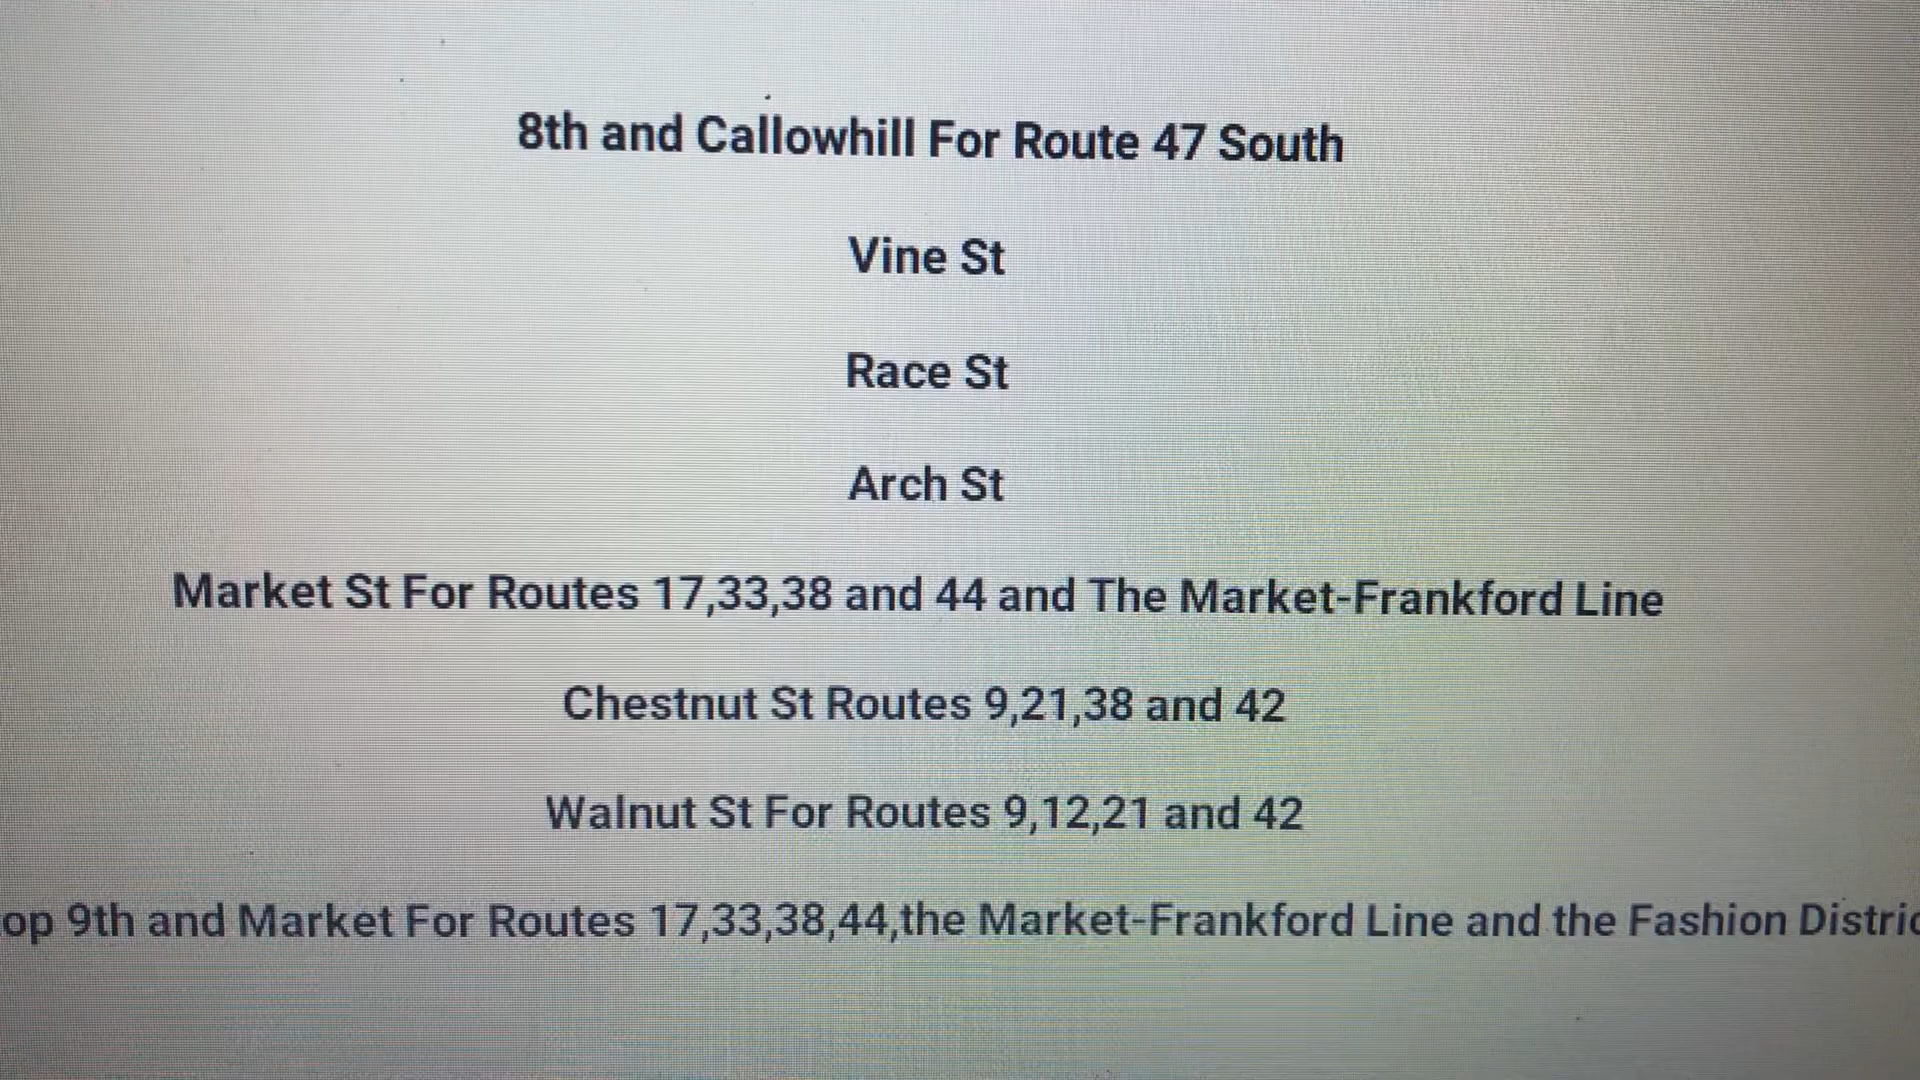 8th and Callowhill For Route 47 South
Vine St
Race St
Arch St
Market St For Routes 17,33,38 and 44 and The Market-Frankford Line
Chestnut St Routes 9,21,38 and 42
Walnut St For Routes 9,12,21 and 42
op 9th and Market For Routes 17,33,38,44,the Market-Frankford Line and the Fashion Distric